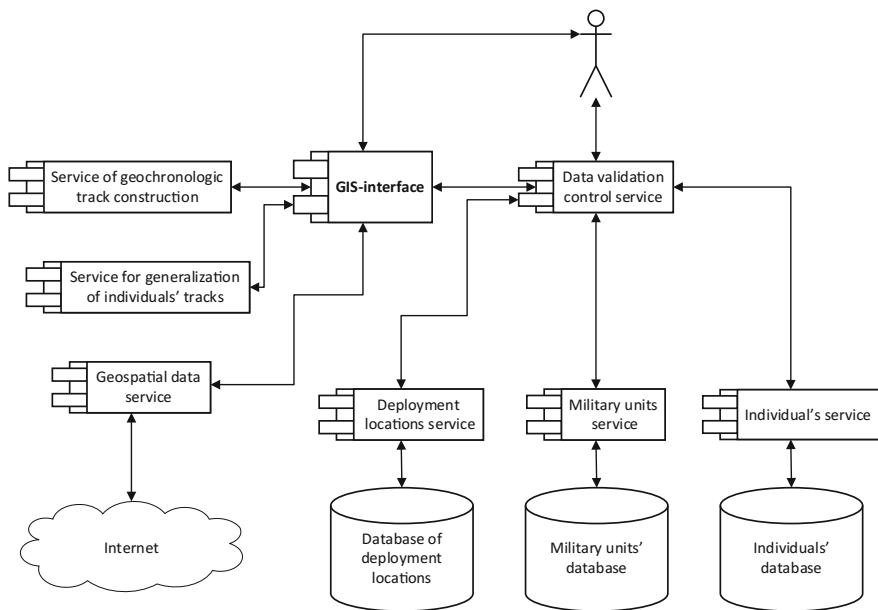 Service of geochronologic
track construction
GIS-interface
Data validation
control service
Service for generalization
of individuals' tracks
Geospatial data
service
Deployment
locations service
Military units
service
Individual's service
Internet
Database of
deployment
locations
Military units'
database
Individuals'
database